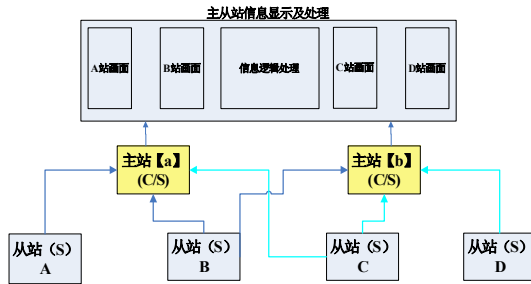 主从站信息显示及处理
A站画面
B站画面
信息逻辑处理
C站画面
D站画面
主站【a】
(C/S)
主站【b】
(C/S)
从站（S）
A
从站（S）
B
从站（S）
C
从站（S）
D